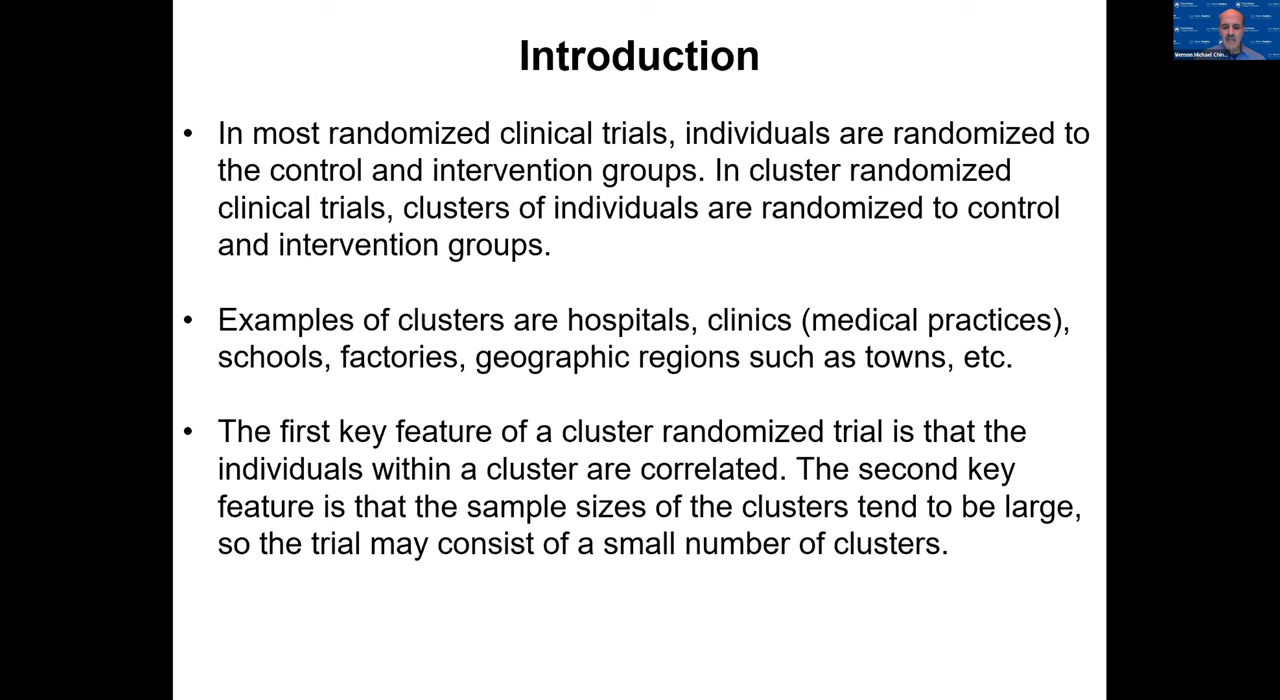 Introduction
• In most randomized clinical trials, individuals are randomized to
the control and intervention groups. In cluster randomized
clinical trials, clusters of individuals are randomized to control
and intervention groups.
• Examples of clusters are hospitals, clinics (medical practices),
schools, factories, geographic regions such as towns, etc.
• The first key feature of a cluster randomized trial is that the
individuals within a cluster are correlated. The second key
feature is that the sample sizes of the clusters tend to be large,
so the trial may consist of a small number of clusters.
Vernon Michael Chin...